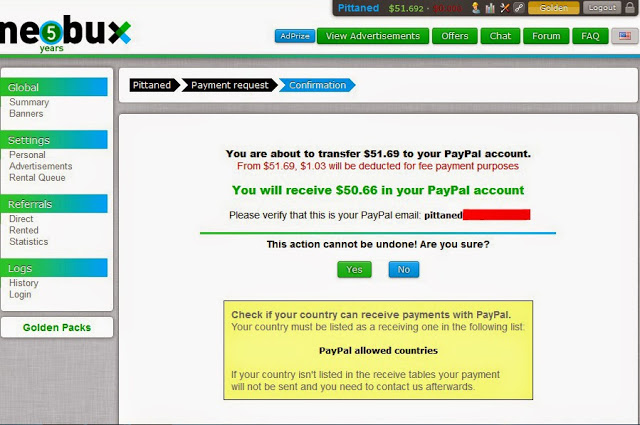 Pittaned $51.692 Golden Logout
neobux
5
years
AdPrize View Advertisements Offers Chat Forum FAQ
Global
Summary
Banners
Settings
Personal
Advertisements
Rental Queue
Referrals
Direct
Rented
Statistics
Logs
History
Login
Golden Packs
Pittaned Payment request Confirmation
You are about to transfer $51.69 to your PayPal account.
From $51.69, $1.03 will be deducted for fee payment purposes
You will receive $50.66 in your PayPal account
Please verify that this is your PayPal email: pittaned
This action cannot be undone! Are you sure?
Yes No
Check if your country can receive payments with PayPal.
Your country must be listed as a receiving one in the following list:
PayPal allowed countries
If your country isn't listed in the receive tables your payment
will not be sent and you need to contact us afterwards.